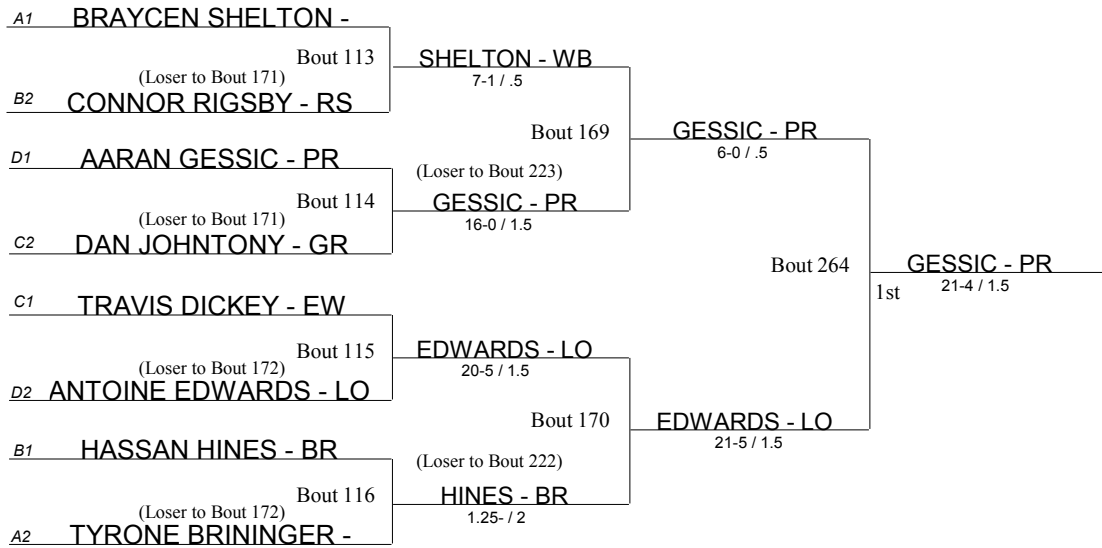 A1 BRAYCEN SHELTON -
Bout 113
(Loser to Bout 171)
SHELTON - WB
7-1 / .5
B2 CONNOR RIGSBY - RS
Bout 169
GESSIC - PR
6-0 / .5
D1 AARAN GESSIC - PR
(Loser to Bout 223)
Bout 114
(Loser to Bout 171)
GESSIC - PR
16-0 / 1.5
C2 DAN JOHNTONY - GR
Bout 264
GESSIC - PR
1st
21-4 / 1.5
C1 TRAVIS DICKEY - EW
Bout 115
(Loser to Bout 172)
EDWARDS - LO
20-5 / 1.5
D2 ANTOINE EDWARDS - LO
Bout 170
EDWARDS - LO
21-5 / 1.5
B1 HASSAN HINES - BR
(Loser to Bout 222)
Bout 116
(Loser to Bout 172)
HINES - BR
1.25- / 2
A2 TYRONE BRININGER -